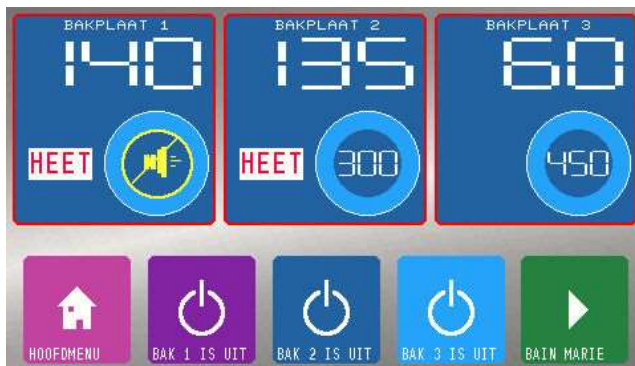 BAKPLAAT 1
140
HEET
BAKPLAAT 2
135
HEET
300
BAKPLAAT 3
60
450
HOOFDMENU
BAK 1 IS UIT
BAK 2 IS UIT
BAK 3 IS UIT
BAIN MARIE